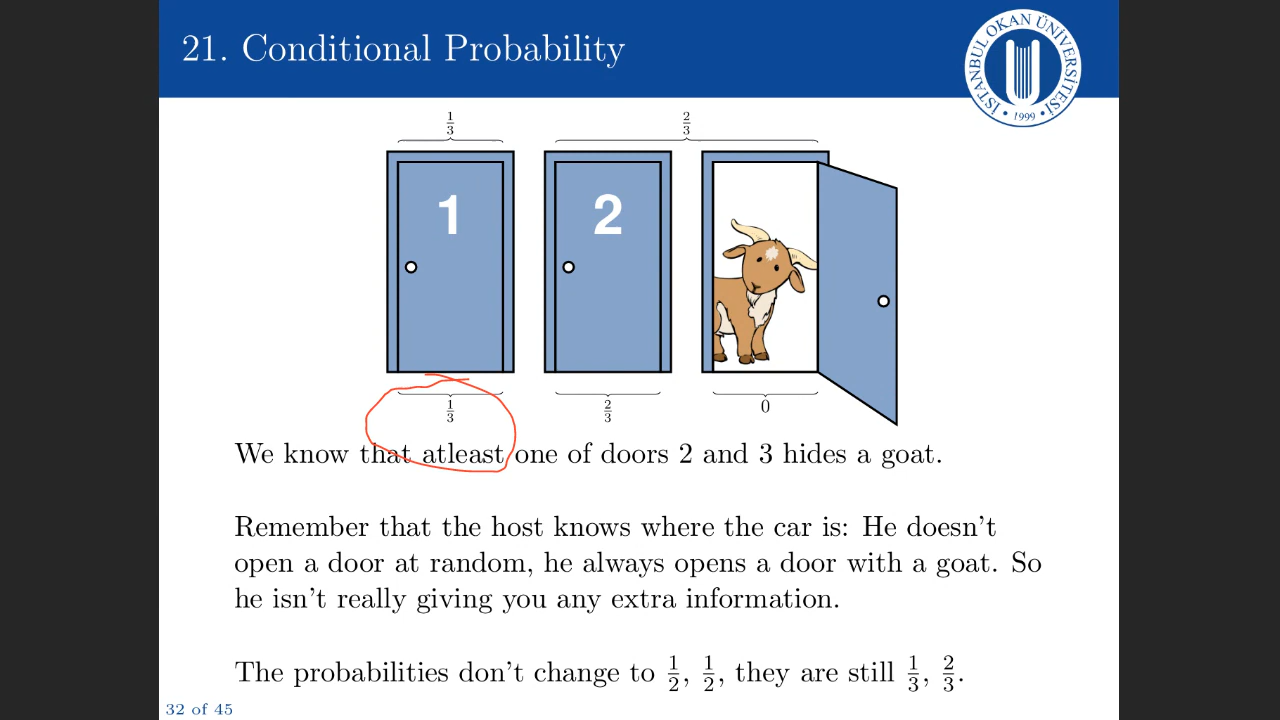 21. Conditional Probability
İSTANBUL OKAN ÜNİVERSİTESİ
• 1999 •
1/3
2/3
1
2
1/3
2/3
0
We know that atleast one of doors 2 and 3 hides a goat.
Remember that the host knows where the car is: He doesn't
open a door at random, he always opens a door with a goat. So
he isn't really giving you any extra information.
The probabilities don't change to 1/2, 1/2, they are still 1/3, 2/3.
32 of 45